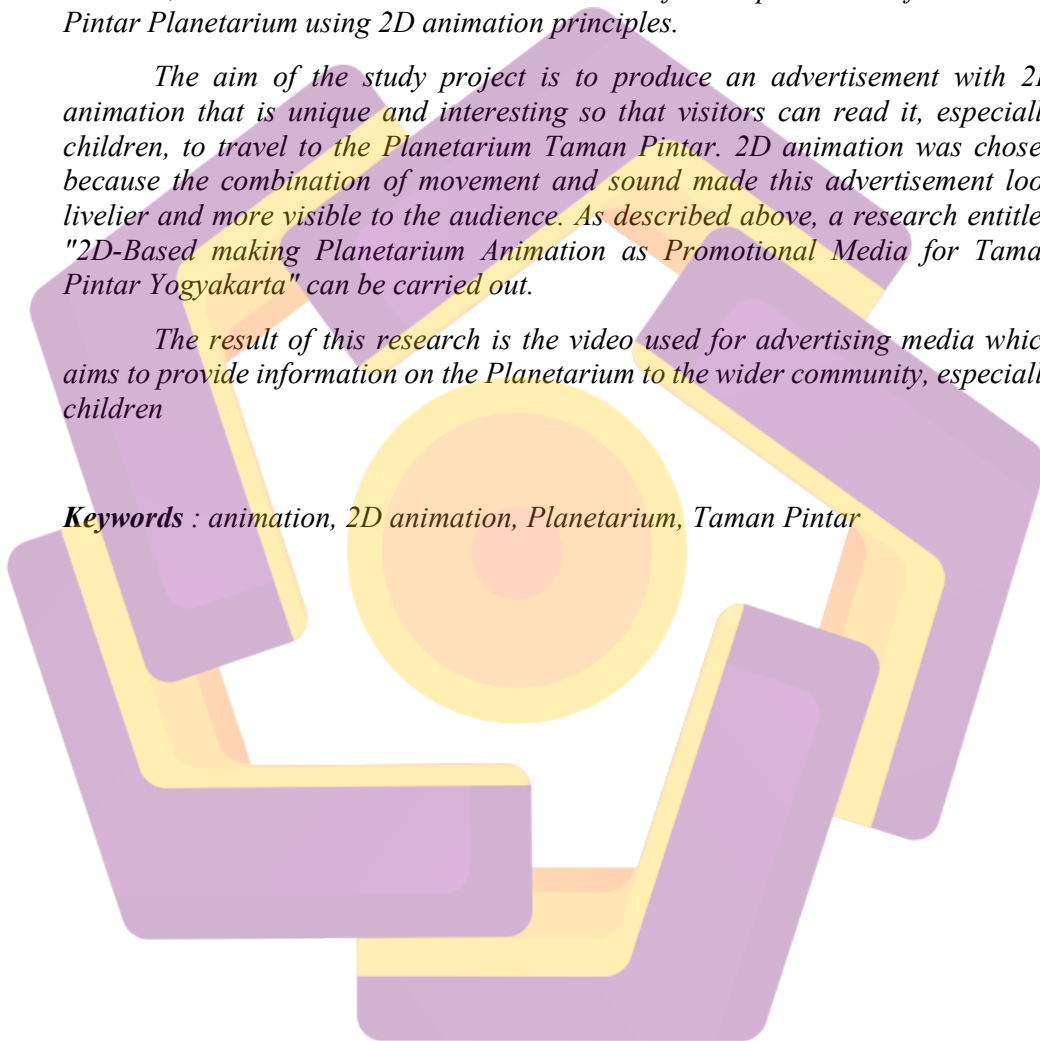 Pintar Planetarium using 2D animation principles.
The aim of the study project is to produce an advertisement with 2
animation that is unique and interesting so that visitors can read it, especiall
children, to travel to the Planetarium Taman Pintar. 2D animation was chose
because the combination of movement and sound made this advertisement loo
livelier and more visible to the audience. As described above, a research entitle
"2D-Based making Planetarium Animation as Promotional Media for Tama
Pintar Yogyakarta" can be carried out.
The result of this research is the video used for advertising media whic
aims to provide information on the Planetarium to the wider community, especiall
children
Keywords : animation, 2D animation, Planetarium, Taman Pintar